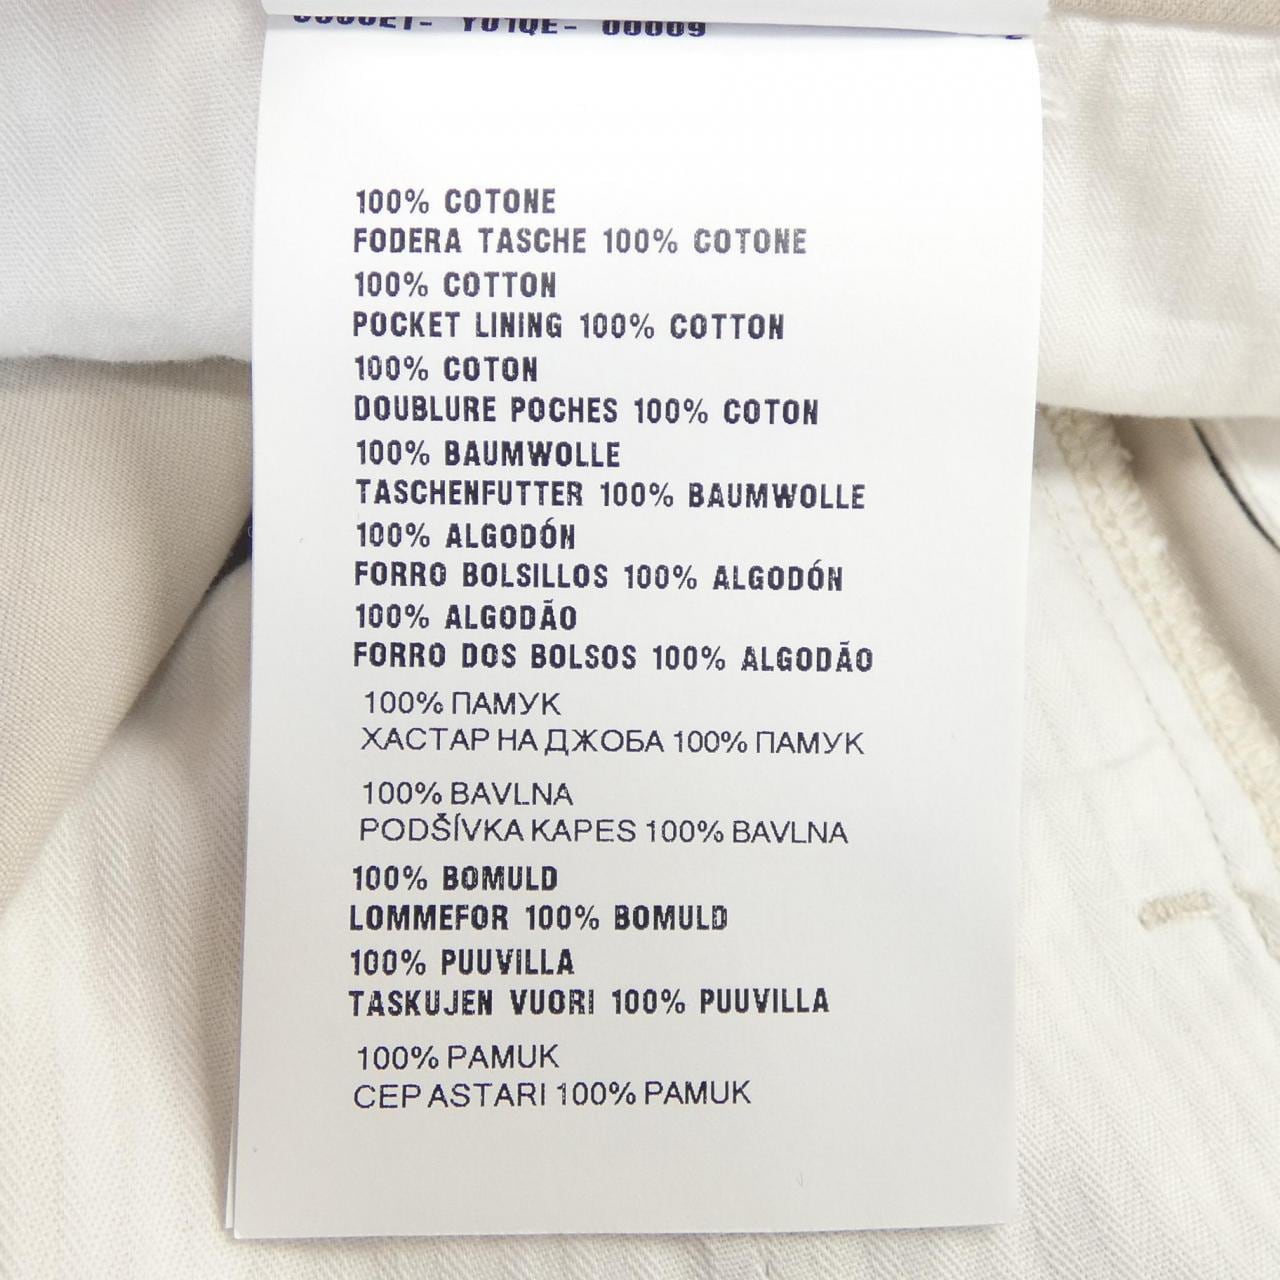 100% COTONE
FODERA TASCHE 100% COTONE
100% COTTON
POCKET LINING 100% COTTON
100% COTON
DOUBLURE POCHES 100% COTON
100% BAUMWOLLE
TASCHENFUTTER 100% BAUMWOLLE
100% ALGODÓN
FORRO BOLSILLOS 100% ALGODÓN
100% ALGODÃO
FORRO DOS BOLSOS 100% ALGODÃO
100% ПАМУК
ХАСТАР НА ДЖОБА 100% ПАМУК
100% BAVLNA
PODŠÍVKA KAPES 100% BAVLNA
100% BOMULD
LOMMEFOR 100% BOMULD
100% PUUVILLA
TASKUJEN VUORI 100% PUUVILLA
100% PAMUK
CEP ASTARI 100% PAMUK